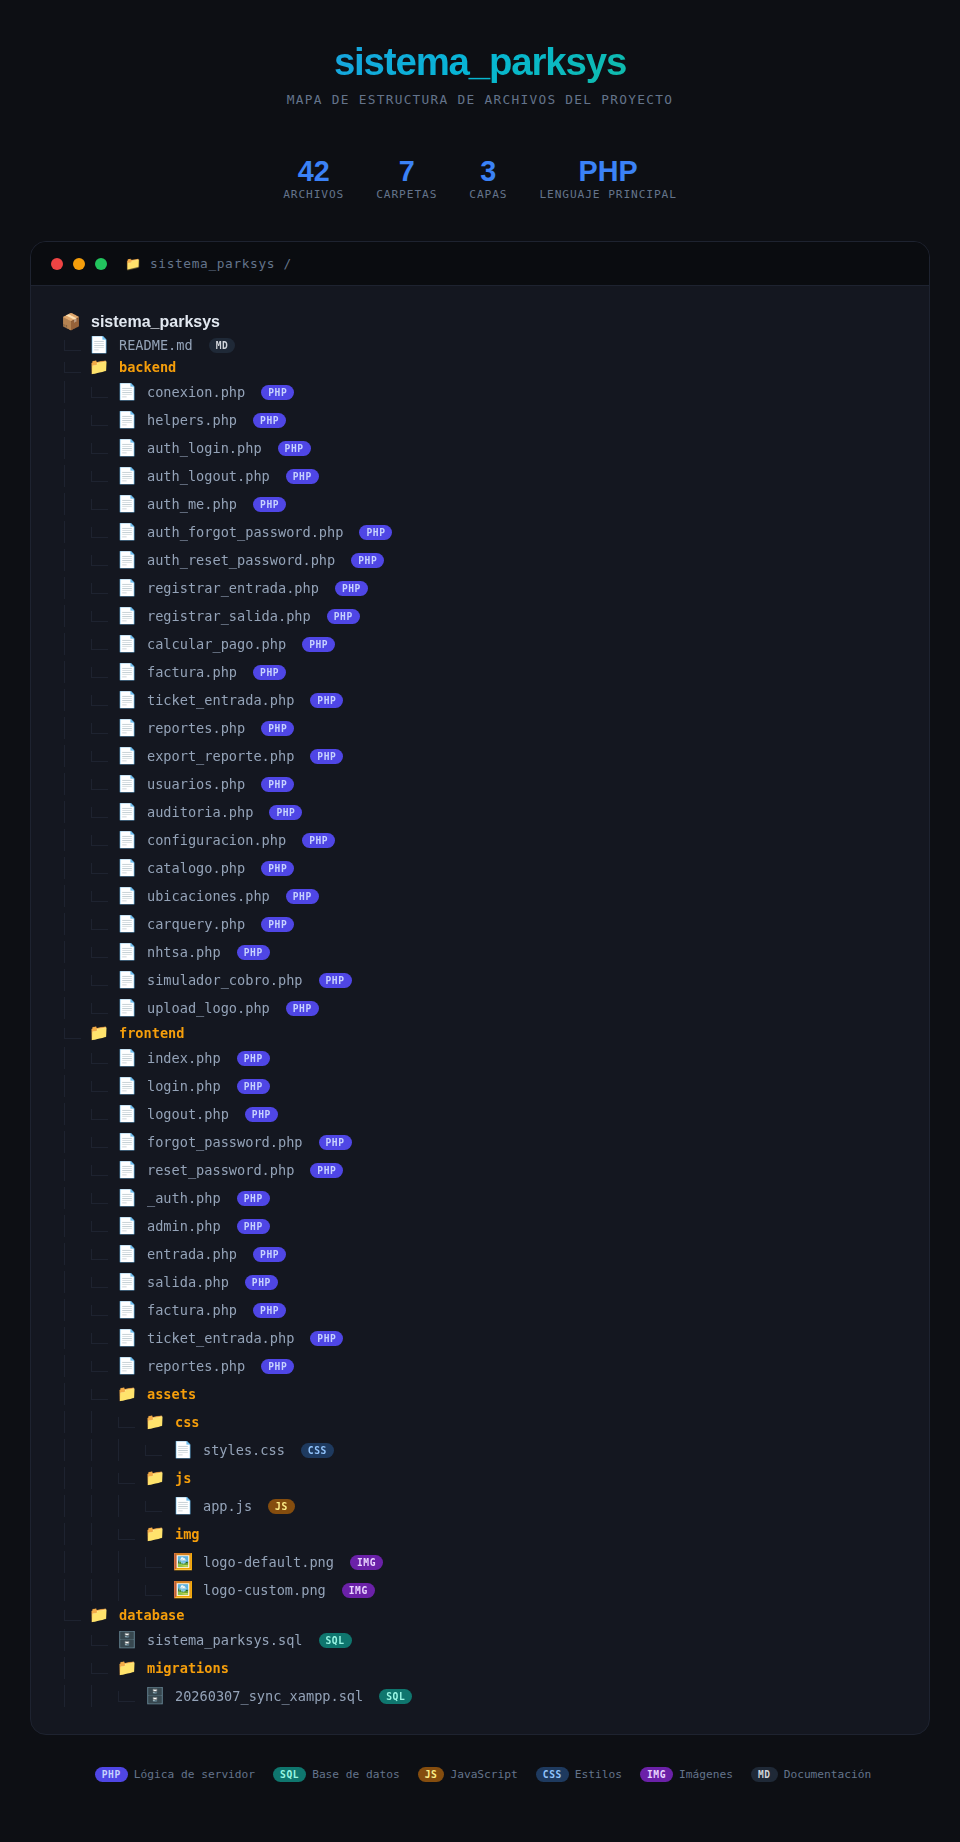 sistema_parksys
MAPA DE ESTRUCTURA DE ARCHIVOS DEL PROYECTO
42 7 3 PHP
ARCHIVOS CARPETAS CAPAS LENGUAJE PRINCIPAL
sistema_parksys /
sistema_parksys
README.md MD
backend
conexion.php PHP
helpers.php PHP
auth_login.php PHP
auth_logout.php PHP
auth_me.php PHP
auth_forgot_password.php PHP
auth_reset_password.php PHP
registrar_entrada.php PHP
registrar_salida.php PHP
calcular_pago.php PHP
factura.php PHP
ticket_entrada.php PHP
reportes.php PHP
export_reporte.php PHP
usuarios.php PHP
auditoria.php PHP
configuracion.php PHP
catalogo.php PHP
ubicaciones.php PHP
carquery.php PHP
nhtsa.php PHP
simulador_cobro.php PHP
upload_logo.php PHP
frontend
index.php PHP
login.php PHP
logout.php PHP
forgot_password.php PHP
reset_password.php PHP
_auth.php PHP
admin.php PHP
entrada.php PHP
salida.php PHP
factura.php PHP
ticket_entrada.php PHP
reportes.php PHP
assets
css
styles.css CSS
js
app.js JS
img
logo-default.png IMG
logo-custom.png IMG
database
sistema_parksys.sql SQL
migrations
20260307_sync_xampp.sql SQL
PHP Lógica de servidor SQL Base de datos JS JavaScript CSS Estilos IMG Imágenes MD Documentación